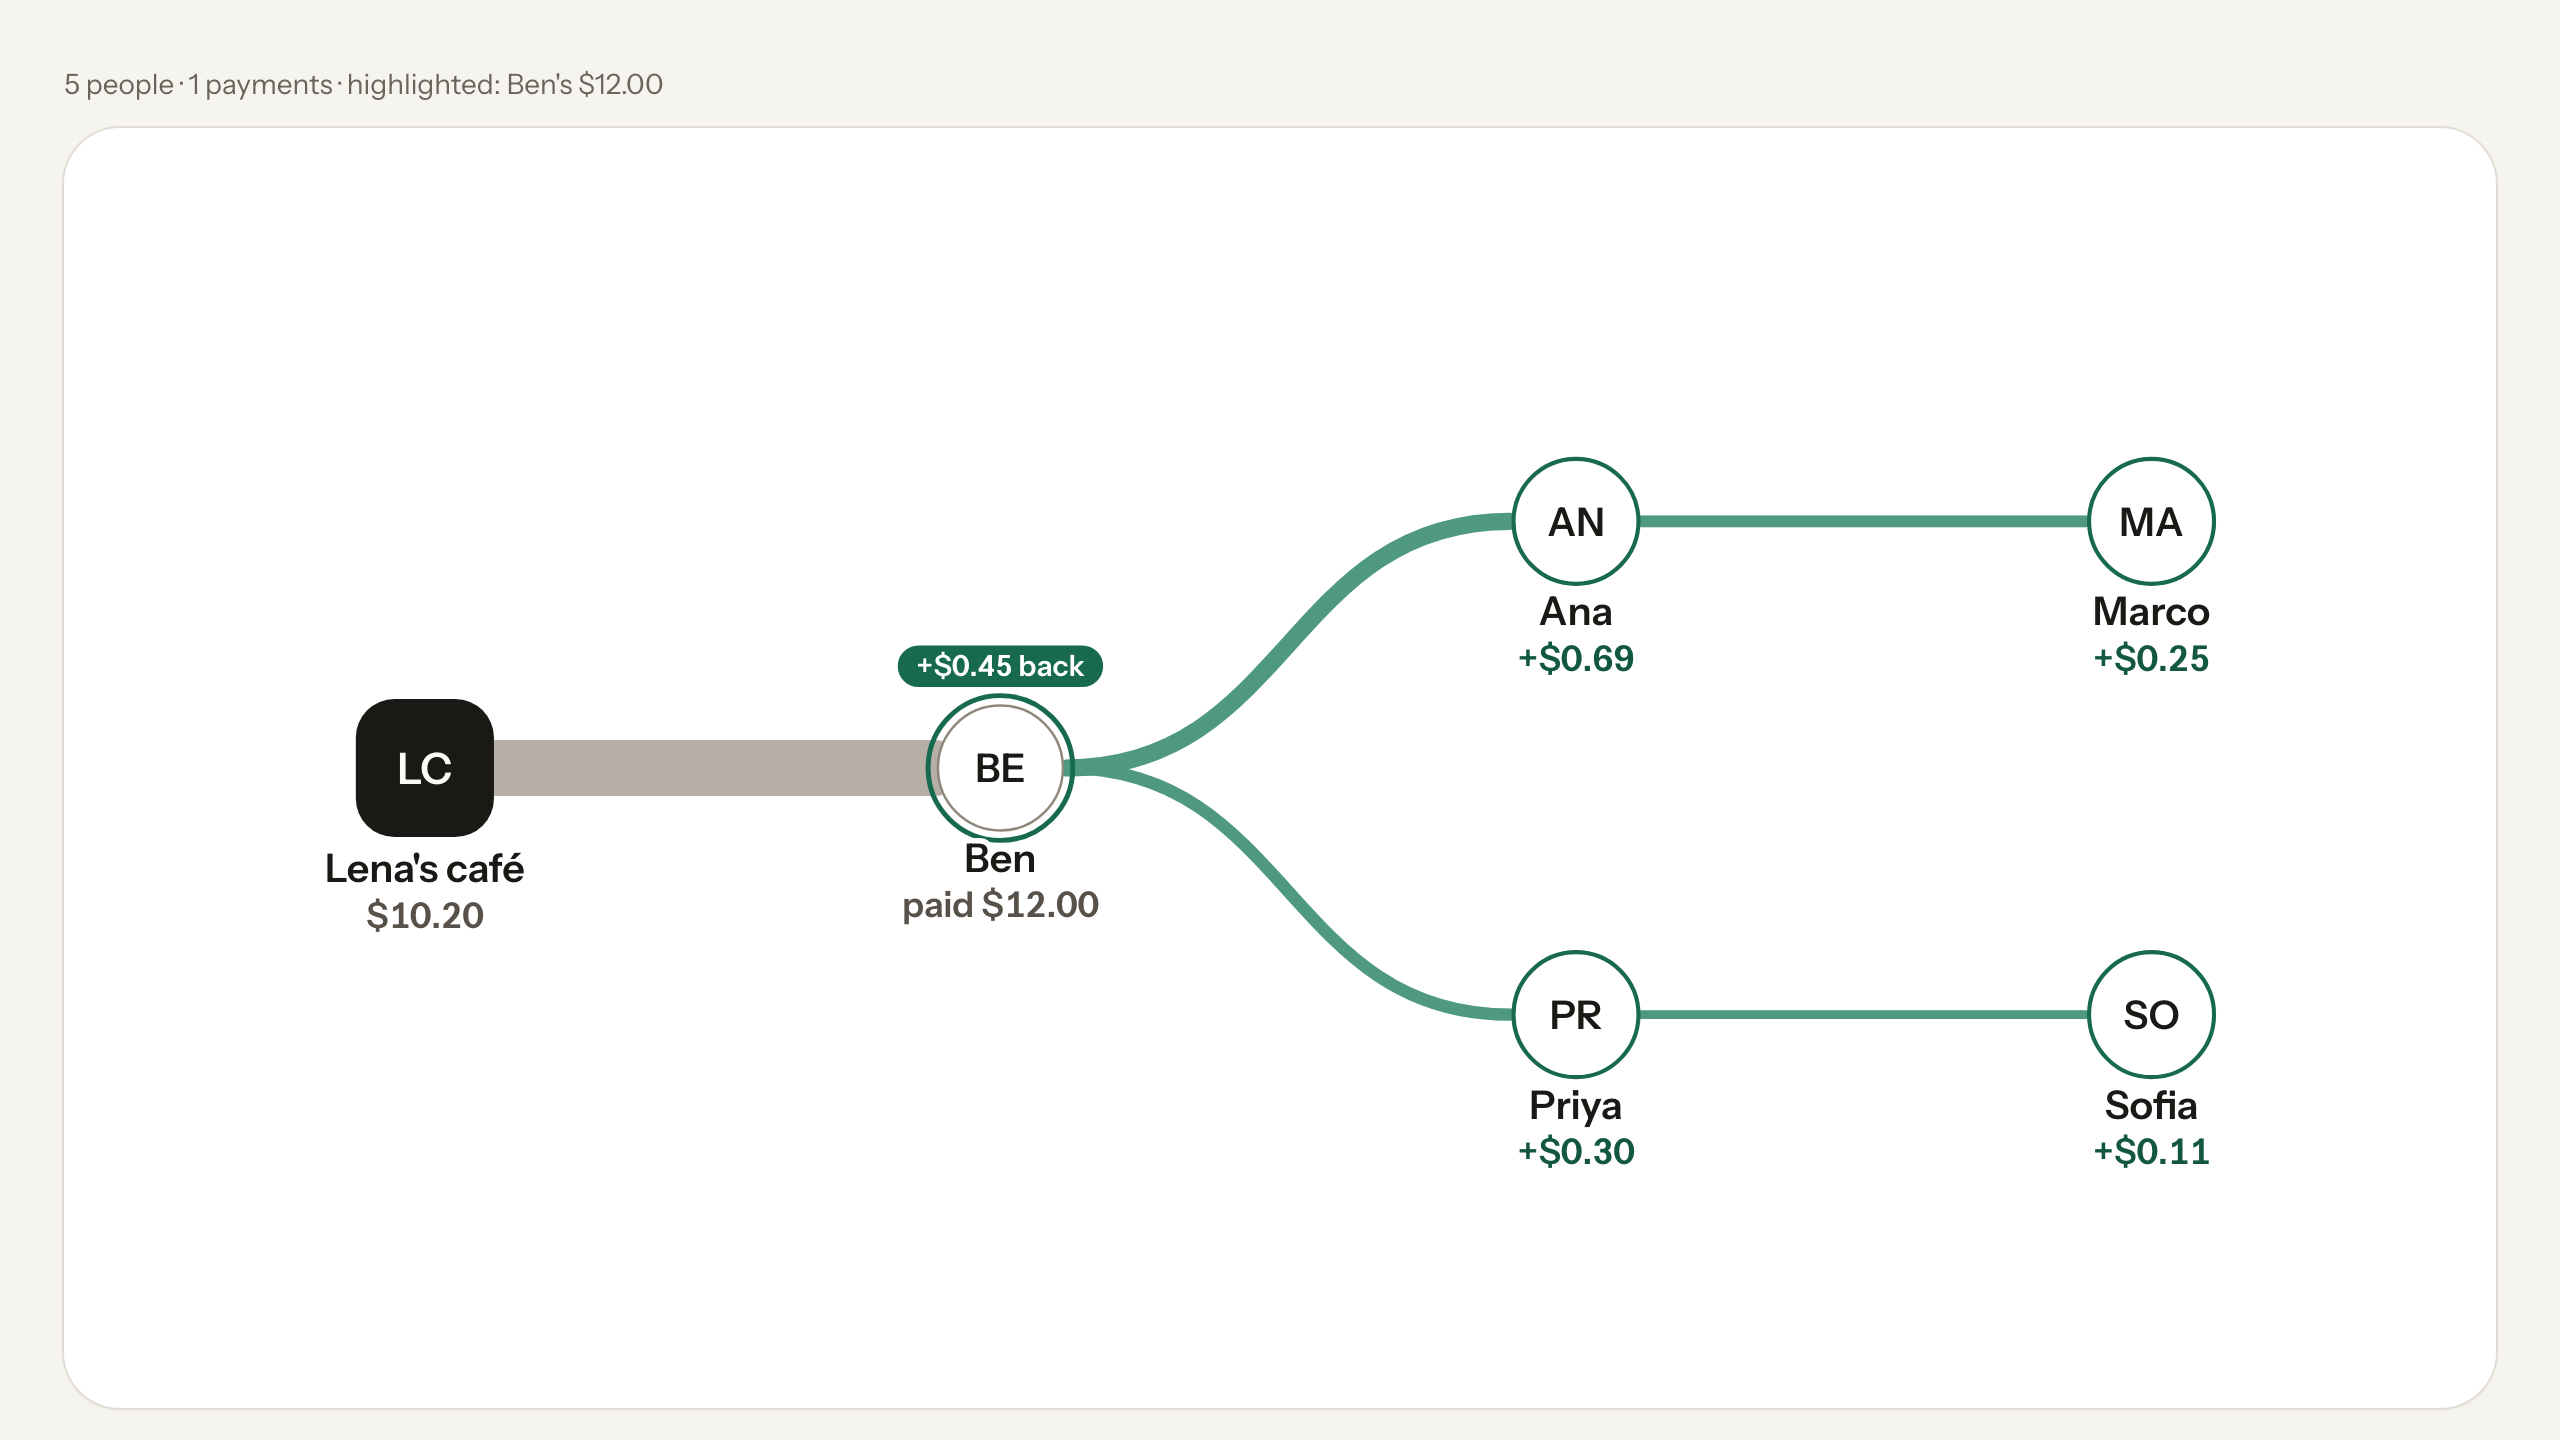 5 people · 1 payments · highlighted: Ben's $12.00
LC
Lena's café
$10.20
+$0.45 back
BE
Ben
paid $12.00
AN
Ana
+$0.69
MA
Marco
+$0.25
PR
Priya
+$0.30
SO
Sofia
+$0.11